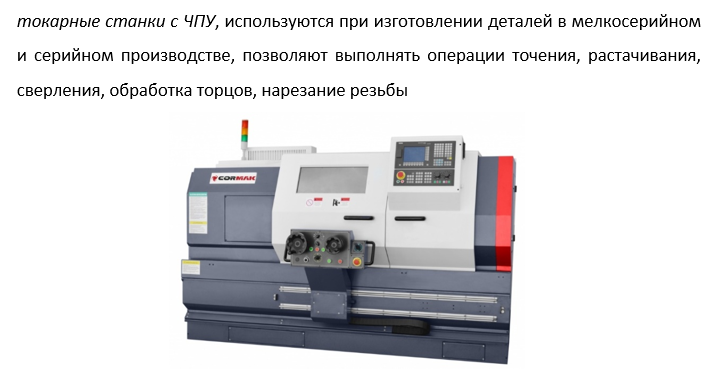 токарные станки с ЧПУ, используются при изготовлении деталей в мелкосерийном
и серийном производстве, позволяют выполнять операции точения, растачивания,
сверления, обработка торцов, нарезание резьбы
CORMAK